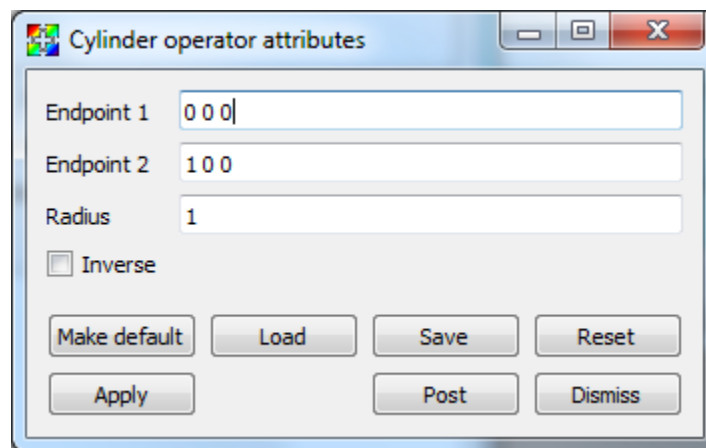 Cylinder operator attributes
Endpoint 1 0 0 0
Endpoint 2 1 0 0
Radius 1
Inverse
Make default Load Save Reset
Apply Post Dismiss